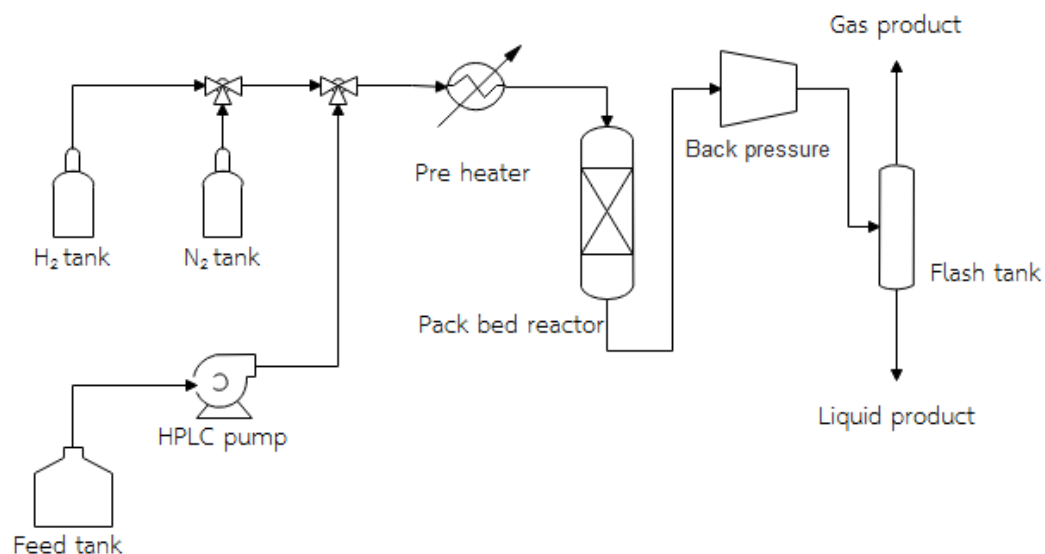 Gas product
Back pressure
Pre heater
H₂ tank
N₂ tank
Flash tank
Pack bed reactor
Liquid product
HPLC pump
Feed tank